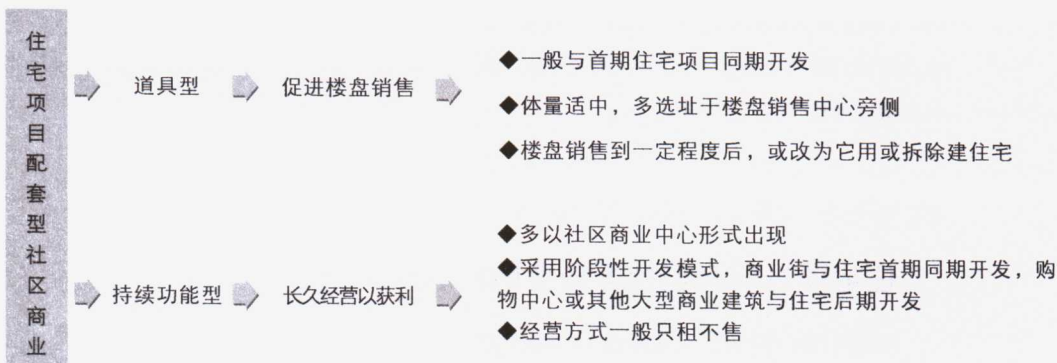 住宅项目配套型社区商业
道具型
促进楼盘销售
◆一般与首期住宅项目同期开发
◆体量适中，多选址于楼盘销售中心旁侧
◆楼盘销售到一定程度后，或改为它用或拆除建住宅
持续功能型
长久经营以获利
◆多以社区商业中心形式出现
◆采用阶段性开发模式，商业街与住宅首期同期开发，购
物中心或其他大型商业建筑与住宅后期开发
◆经营方式一般只租不售